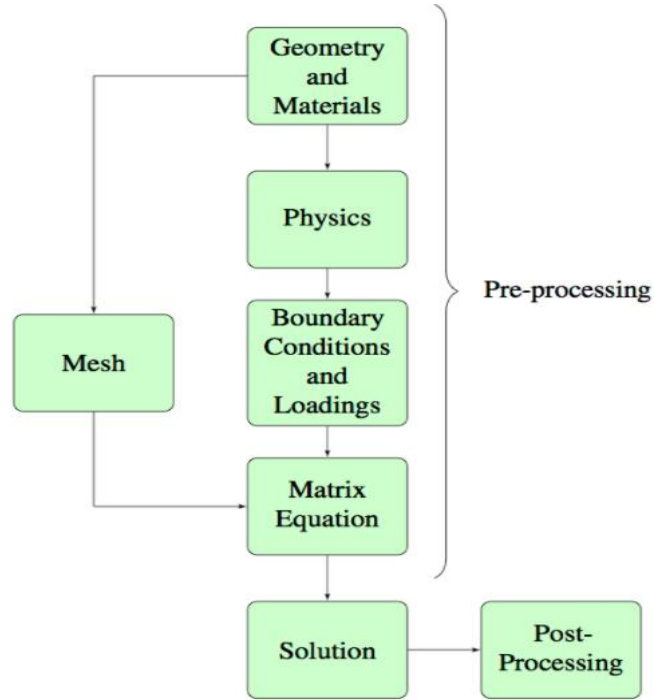 Geometry
and
Materials
Physics
Pre-processing
Boundary
Conditions
and
Loadings
Mesh
Matrix
Equation
Solution
Post-
Processing